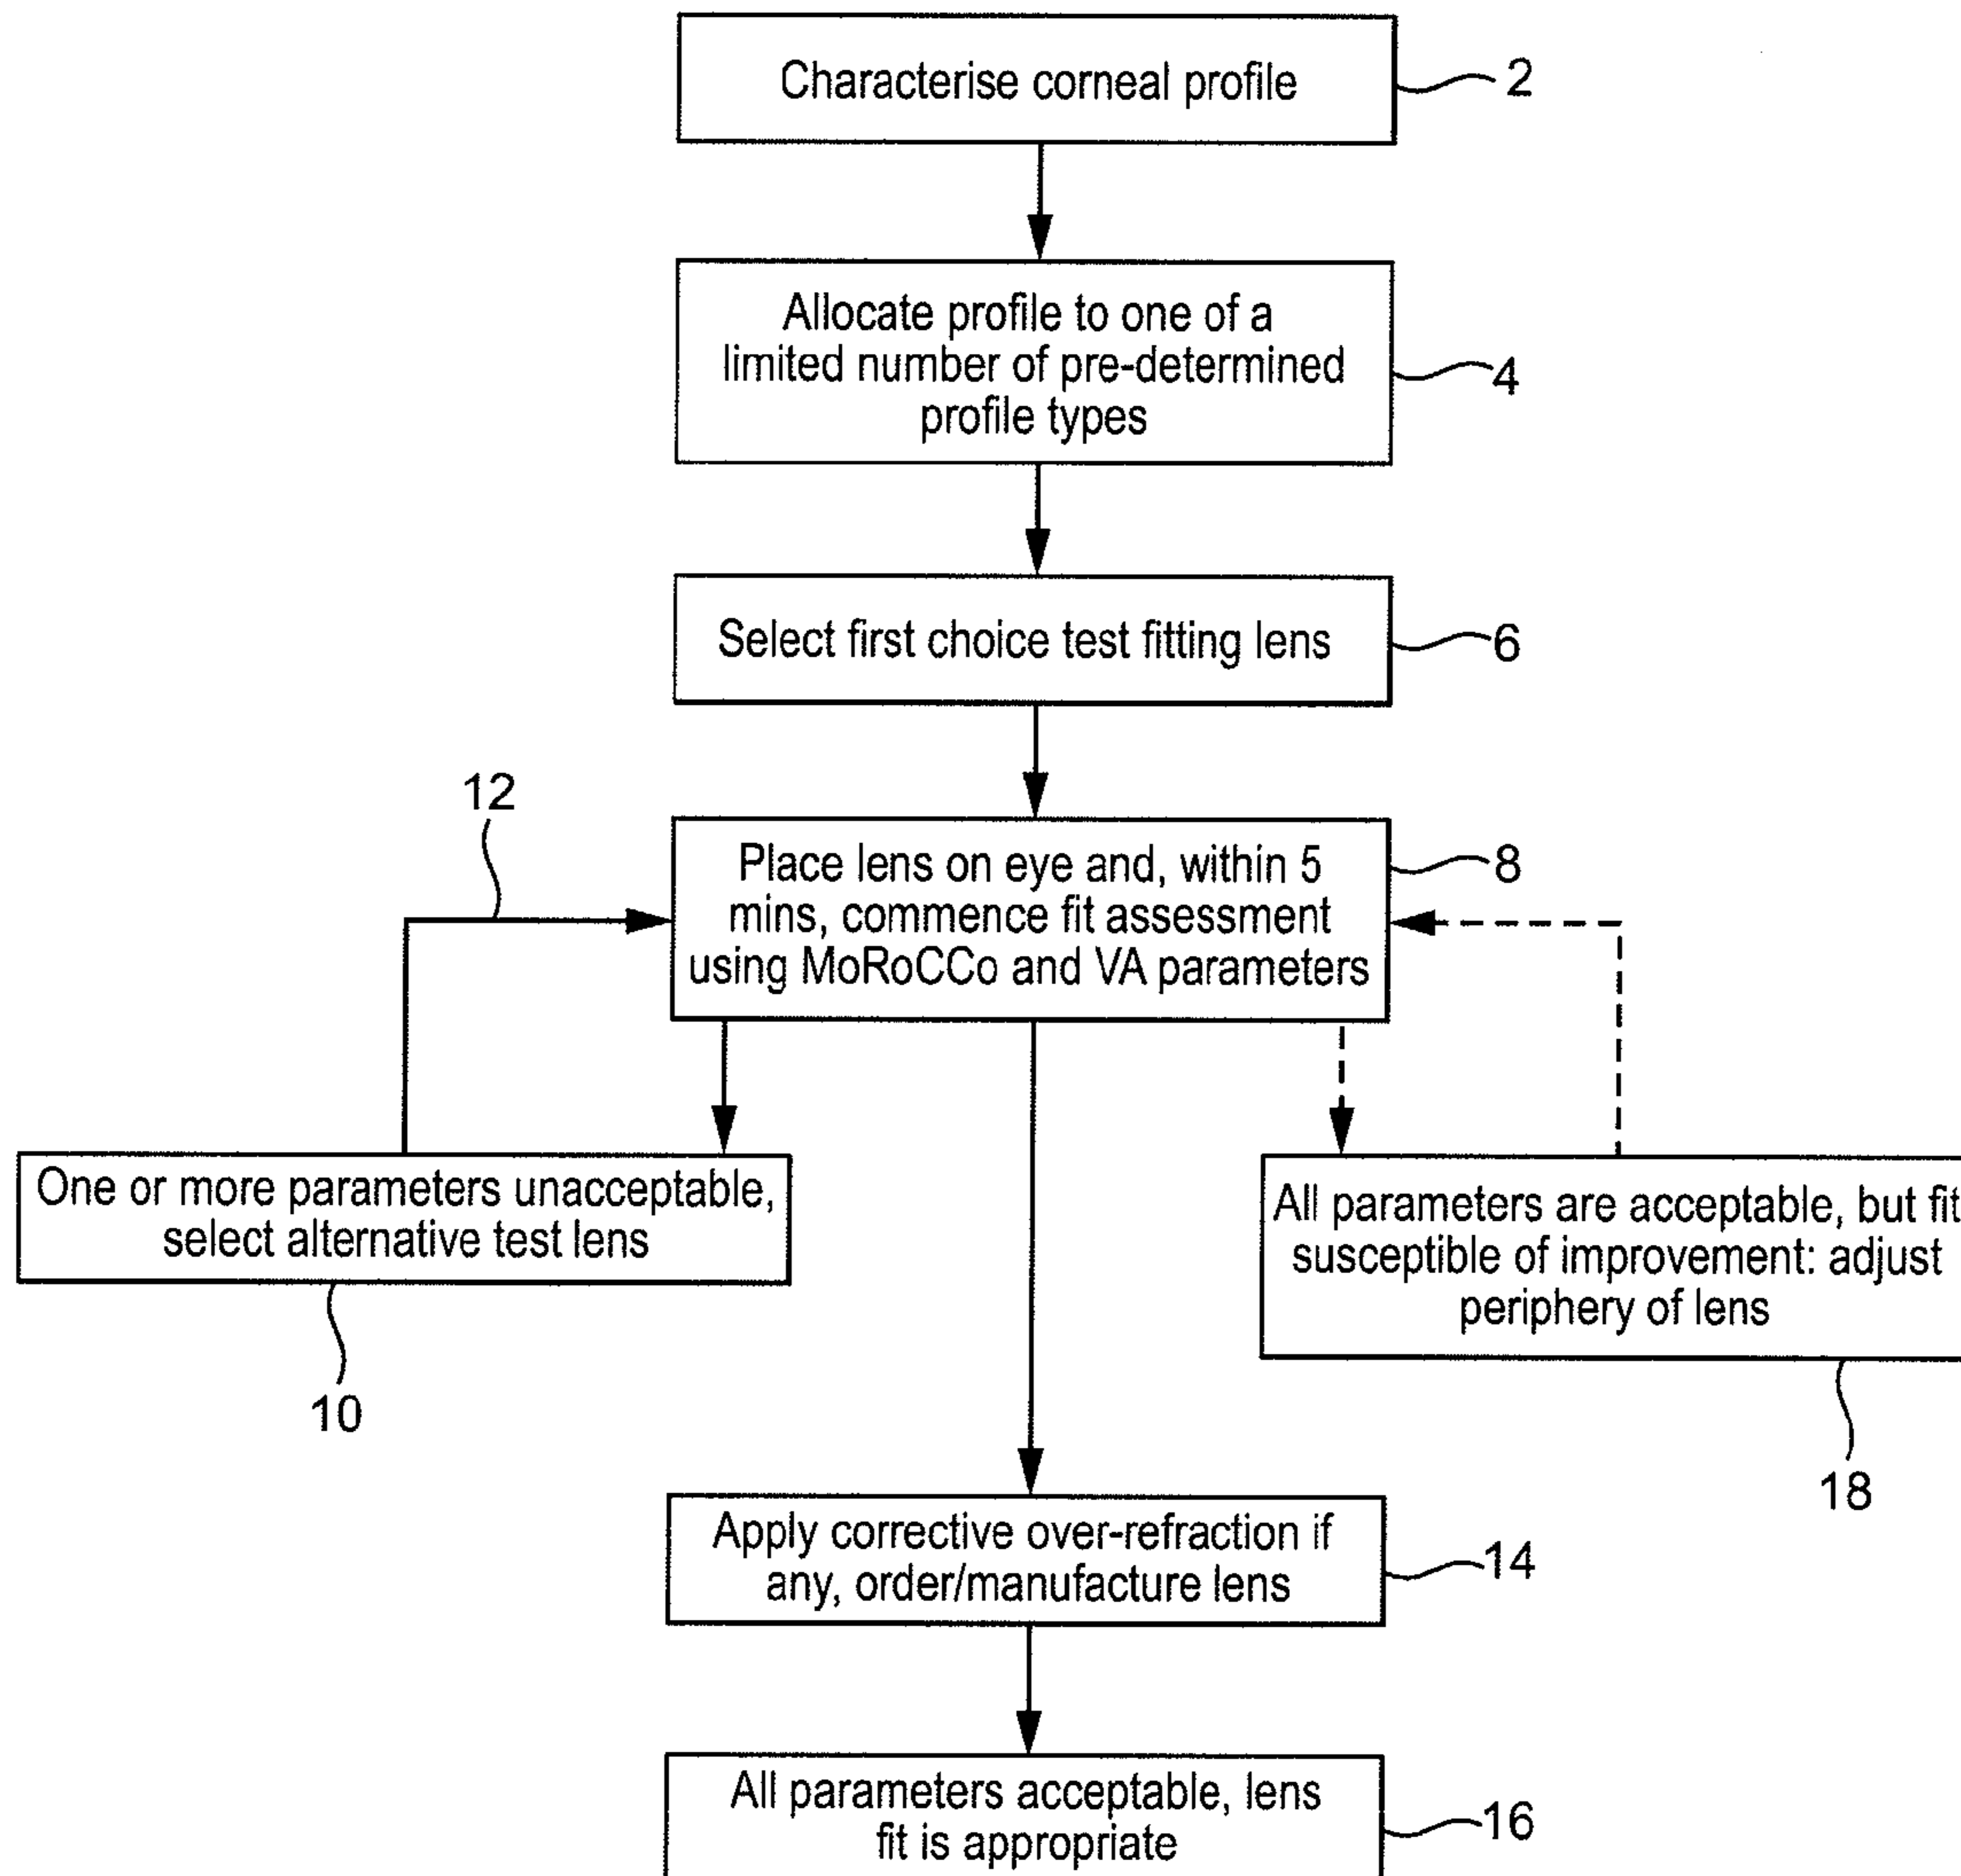 Characterise corneal profile
2
Allocate profile to one of a
limited number of pre-determined
profile types
4
Select first choice test fitting lens
6
12
Place lens on eye and, within 5
mins, commence fit assessment
using MoRoCCo and VA parameters
8
One or more parameters unacceptable,
select alternative test lens
10
All parameters are acceptable, but fit
susceptible of improvement: adjust
periphery of lens
18
Apply corrective over-refraction if
any, order/manufacture lens
14
All parameters acceptable, lens
fit is appropriate
16